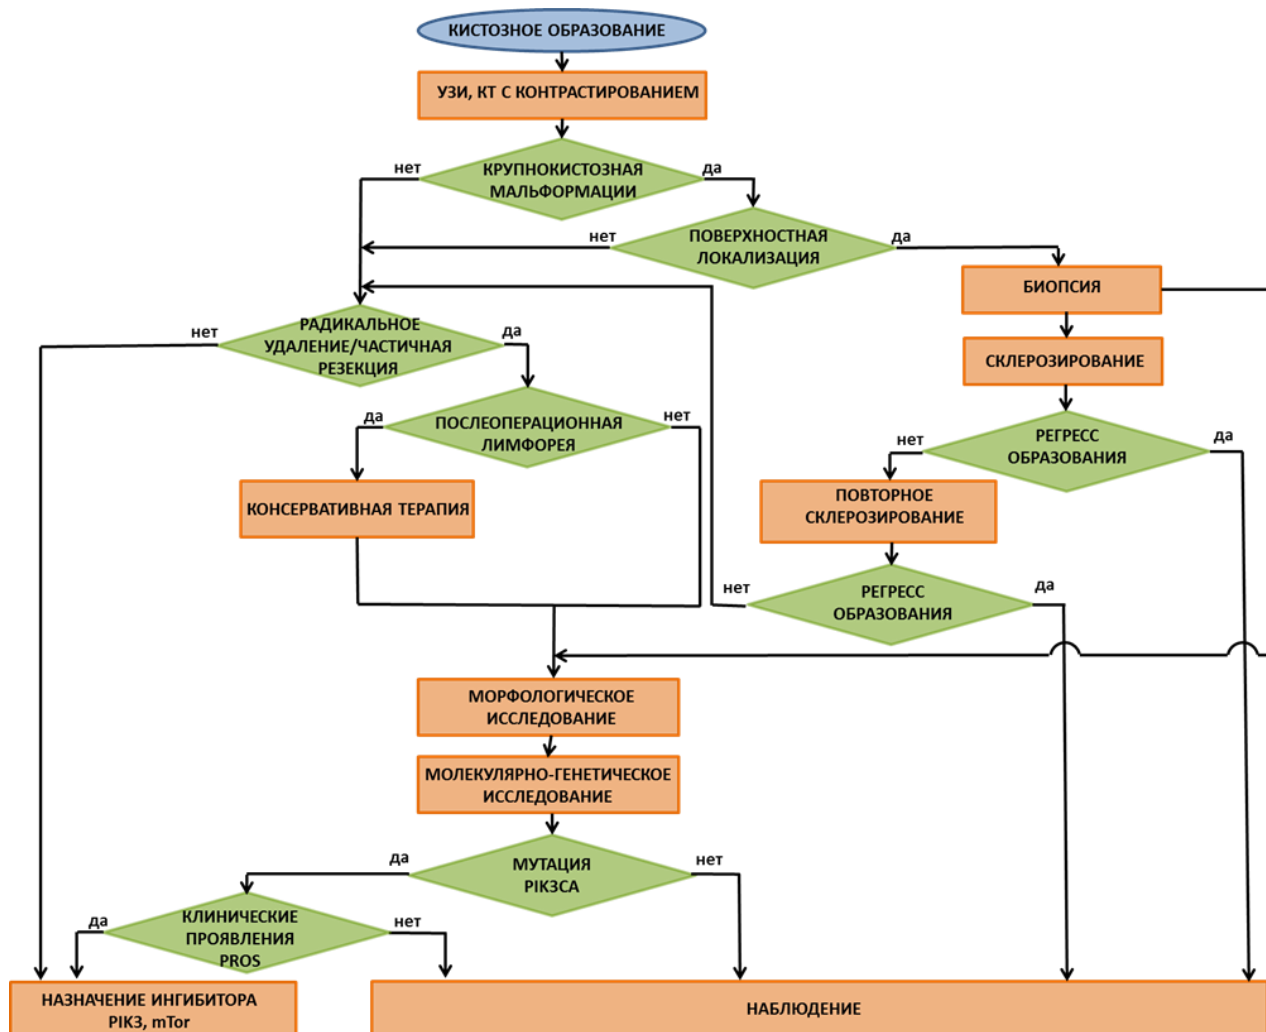 КИСТОЗНОЕ ОБРАЗОВАНИЕ
УЗИ, КТ С КОНТРАСТИРОВАНИЕМ
нет
КРУПНОКИСТОЗНАЯ
МАЛЬФОРМАЦИИ
да
нет
ПОВЕРХНОСТНАЯ
ЛОКАЛИЗАЦИЯ
да
БИОПСИЯ
нет
РАДИКАЛЬНОЕ
УДАЛЕНИЕ/ЧАСТИЧНАЯ
РЕЗЕКЦИЯ
да
СКЛЕРОЗИРОВАНИЕ
да
ПОСЛЕОПЕРАЦИОННАЯ
ЛИМФОРЕЯ
нет
нет
РЕГРЕСС
ОБРАЗОВАНИЯ
да
КОНСЕРВАТИВНАЯ ТЕРАПИЯ
ПОВТОРНОЕ
СКЛЕРОЗИРОВАНИЕ
нет
РЕГРЕСС
ОБРАЗОВАНИЯ
да
МОРФОЛОГИЧЕСКОЕ
ИССЛЕДОВАНИЕ
МОЛЕКУЛЯРНО-ГЕНЕТИЧЕСКОЕ
ИССЛЕДОВАНИЕ
да
МУТАЦИЯ
PIK3CA
нет
да
КЛИНИЧЕСКИЕ
ПРОЯВЛЕНИЯ
PROS
нет
НАЗНАЧЕНИЕ ИНГИБИТОРА
PIK3, mTor
НАБЛЮДЕНИЕ